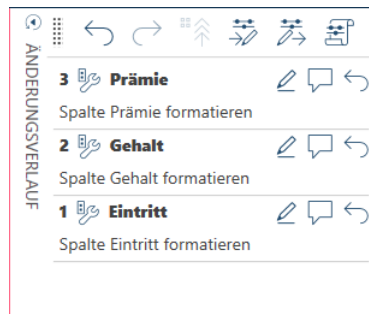 ÄNDERUNGSVERLAUF
3 Prämie
Spalte Prämie formatieren
2 Gehalt
Spalte Gehalt formatieren
1 Eintritt
Spalte Eintritt formatieren